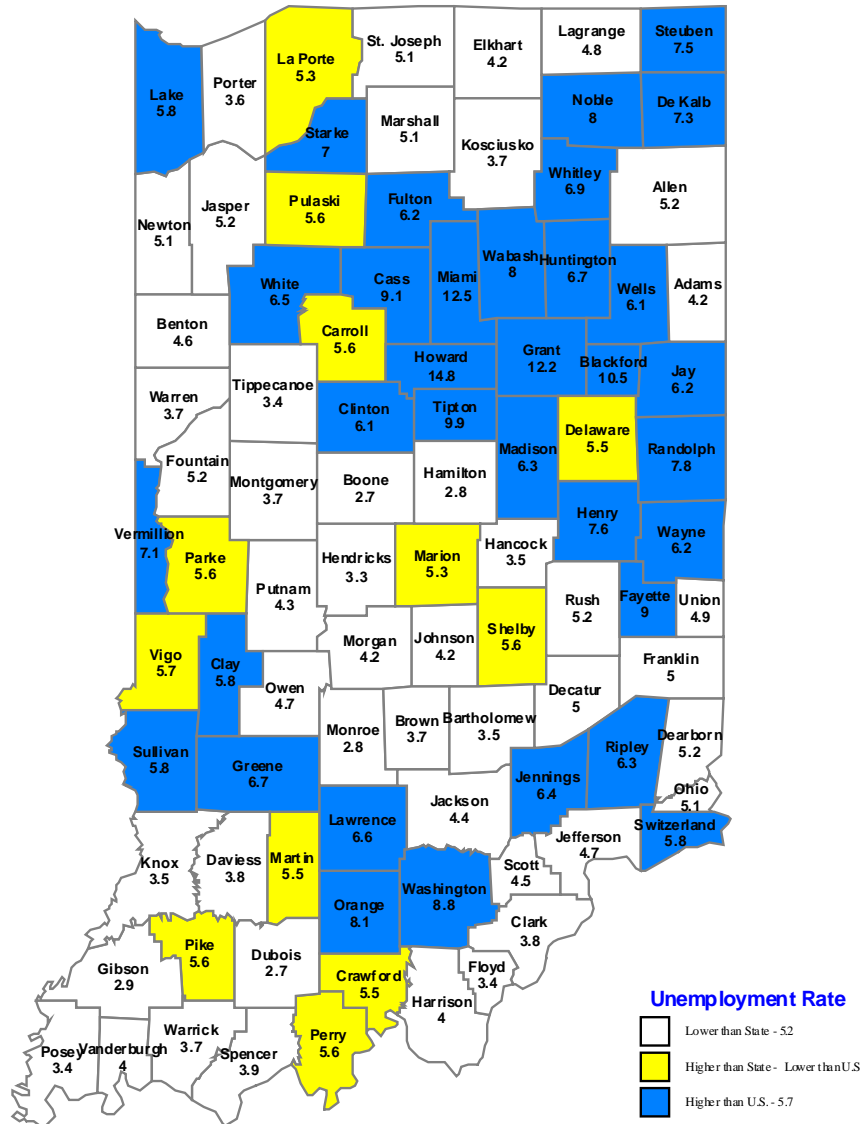 St. Joseph
5.1
Elkhart
4.2
Lagrange
4.8
Steuben
7.5
La Porte
5.3
Lake
5.8
Porter
3.6
Noble
8
De Kalb
7.3
Marshall
5.1
Starke
7
Kosciusko
3.7
Whitley
6.9
Allen
5.2
Newton
5.1
Jasper
5.2
Pulaski
5.6
Fulton
6.2
White
6.5
Cass
9.1
Miami
12.5
Wabash
8
Huntington
6.7
Wells
6.1
Adams
4.2
Benton
4.6
Carroll
5.6
Howard
14.8
Grant
12.2
Blackford
10.5
Jay
6.2
Warren
3.7
Tippecanoe
3.4
Clinton
6.1
Tipton
9.9
Madison
6.3
Delaware
5.5
Randolph
7.8
Fountain
5.2
Montgomery
3.7
Boone
2.7
Hamilton
2.8
Henry
7.6
Wayne
6.2
Vermillion
7.1
Parke
5.6
Putnam
4.3
Hendricks
3.3
Marion
5.3
Hancock
3.5
Rush
5.2
Fayette
9
Union
4.9
Vigo
5.7
Clay
5.8
Owen
4.7
Morgan
4.2
Johnson
4.2
Shelby
5.6
Decatur
5
Franklin
5
Sullivan
5.8
Greene
6.7
Monroe
2.8
Brown
3.7
Bartholomew
3.5
Jennings
6.4
Ripley
6.3
Dearborn
5.2
Ohio
5.1
Switzerland
5.8
Knox
3.5
Daviess
3.8
Martin
5.5
Lawrence
6.6
Jackson
4.4
Jefferson
4.7
Scott
4.5
Orange
8.1
Washington
8.8
Clark
3.8
Gibson
2.9
Pike
5.6
Dubois
2.7
Crawford
5.5
Harrison
4
Floyd
3.4
Posey
3.4
Vanderburgh
4
Warrick
3.7
Spencer
3.9
Perry
5.6
Unemployment Rate
Lower than State - 5.2
Higher than State - Lower than U.S
Higher than U.S. - 5.7